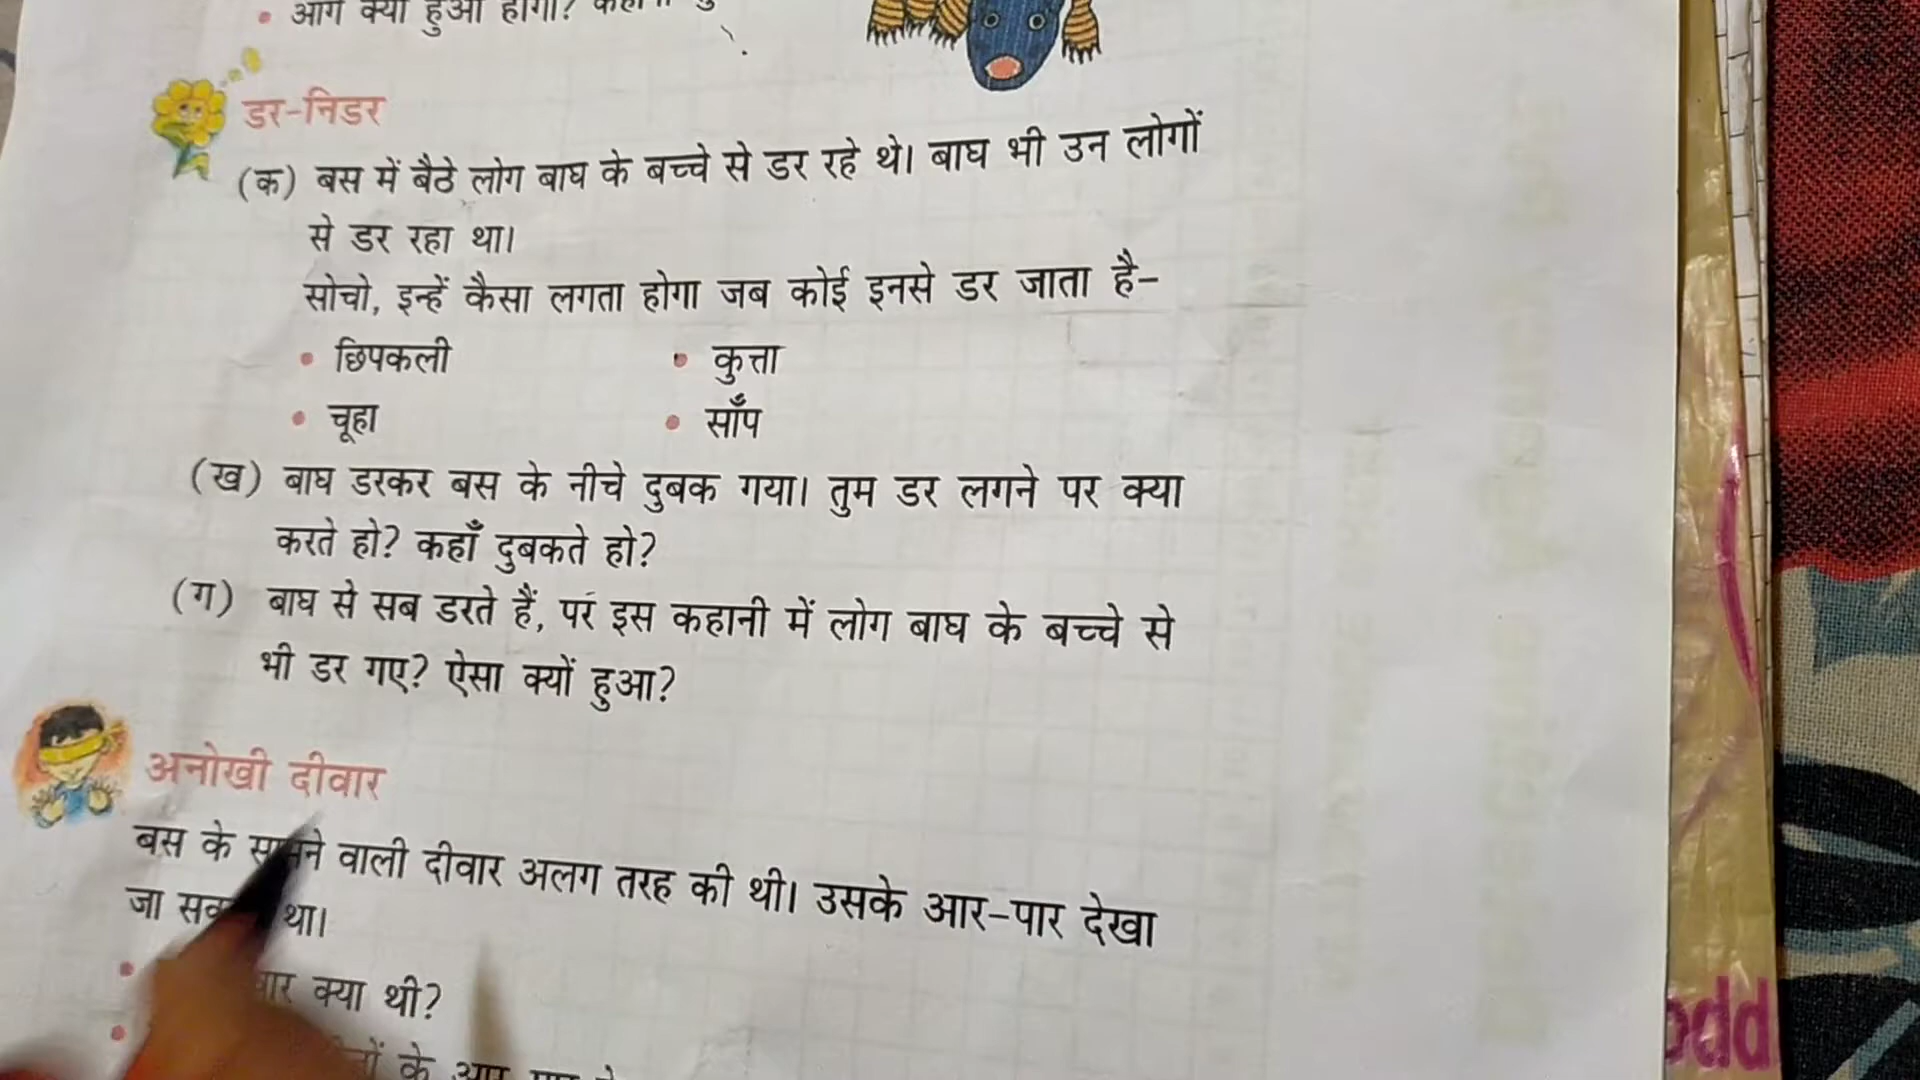 • आगे क्या हुआ होगा?
डर-निडर
(क) बस में बैठे लोग बाघ के बच्चे से डर रहे थे। बाघ भी उन लोगों
से डर रहा था।
सोचो, इन्हें कैसा लगता होगा जब कोई इनसे डर जाता है–
• छिपकली • कुत्ता
• चूहा • साँप
(ख) बाघ डरकर बस के नीचे दुबक गया। तुम डर लगने पर क्या
करते हो? कहाँ दुबकते हो?
(ग) बाघ से सब डरते हैं, पर इस कहानी में लोग बाघ के बच्चे से
भी डर गए? ऐसा क्यों हुआ?
अनोखी दीवार
बस के सामने वाली दीवार अलग तरह की थी। उसके आर-पार देखा
जा था।
• क्या थी?
• के